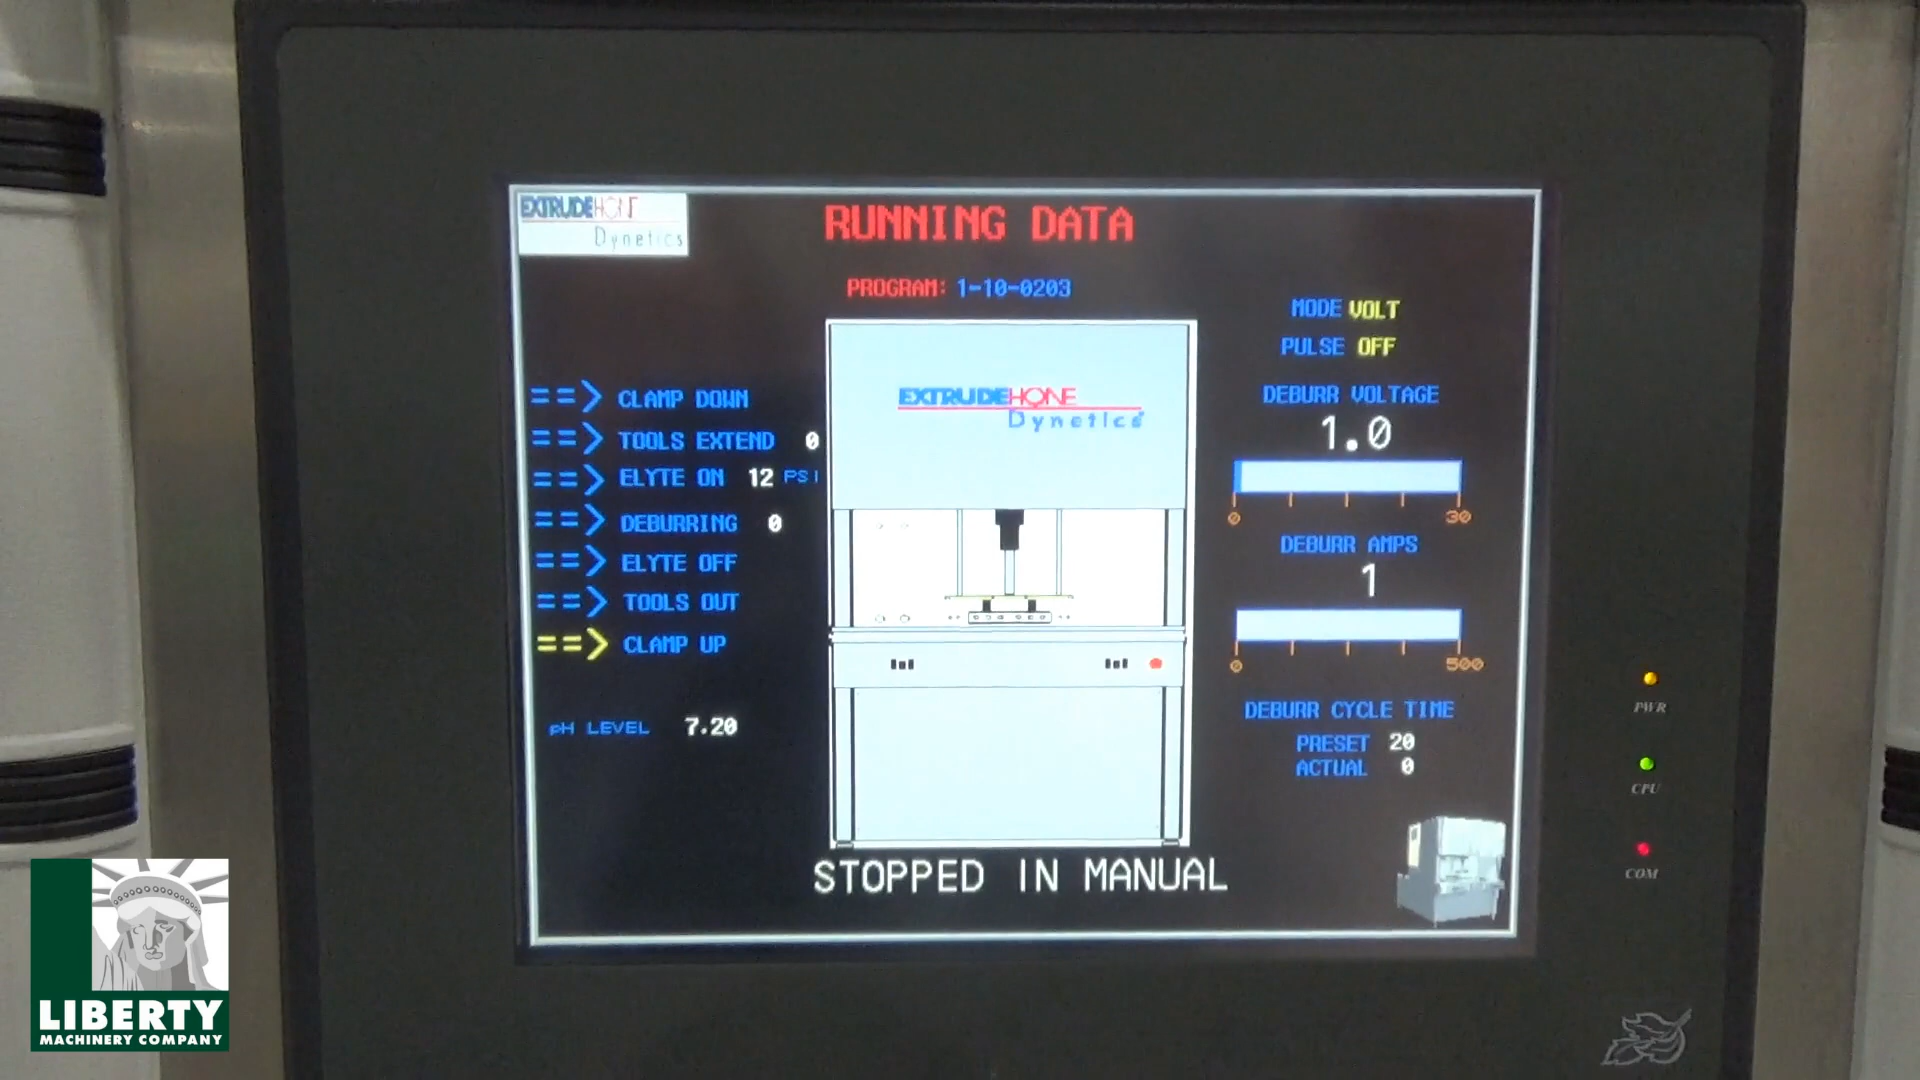 EXTRUDEHONE
Dynetics
RUNNING DATA
PROGRAM: 1-10-0203
MODE VOLT
PULSE OFF
==> CLAMP DOWN
==> TOOLS EXTEND 0
==> ELYTE ON 12 PSI
==> DEBURRING 0
==> ELYTE OFF
==> TOOLS OUT
==> CLAMP UP
pH LEVEL 7.20
EXTRUDEHONE
Dynetics
DEBURR VOLTAGE
1.0
0 30
DEBURR AMPS
1
0 500
DEBURR CYCLE TIME
PRESET 20
ACTUAL 0
STOPPED IN MANUAL
PWR
CPU
COM
LIBERTY
MACHINERY COMPANY